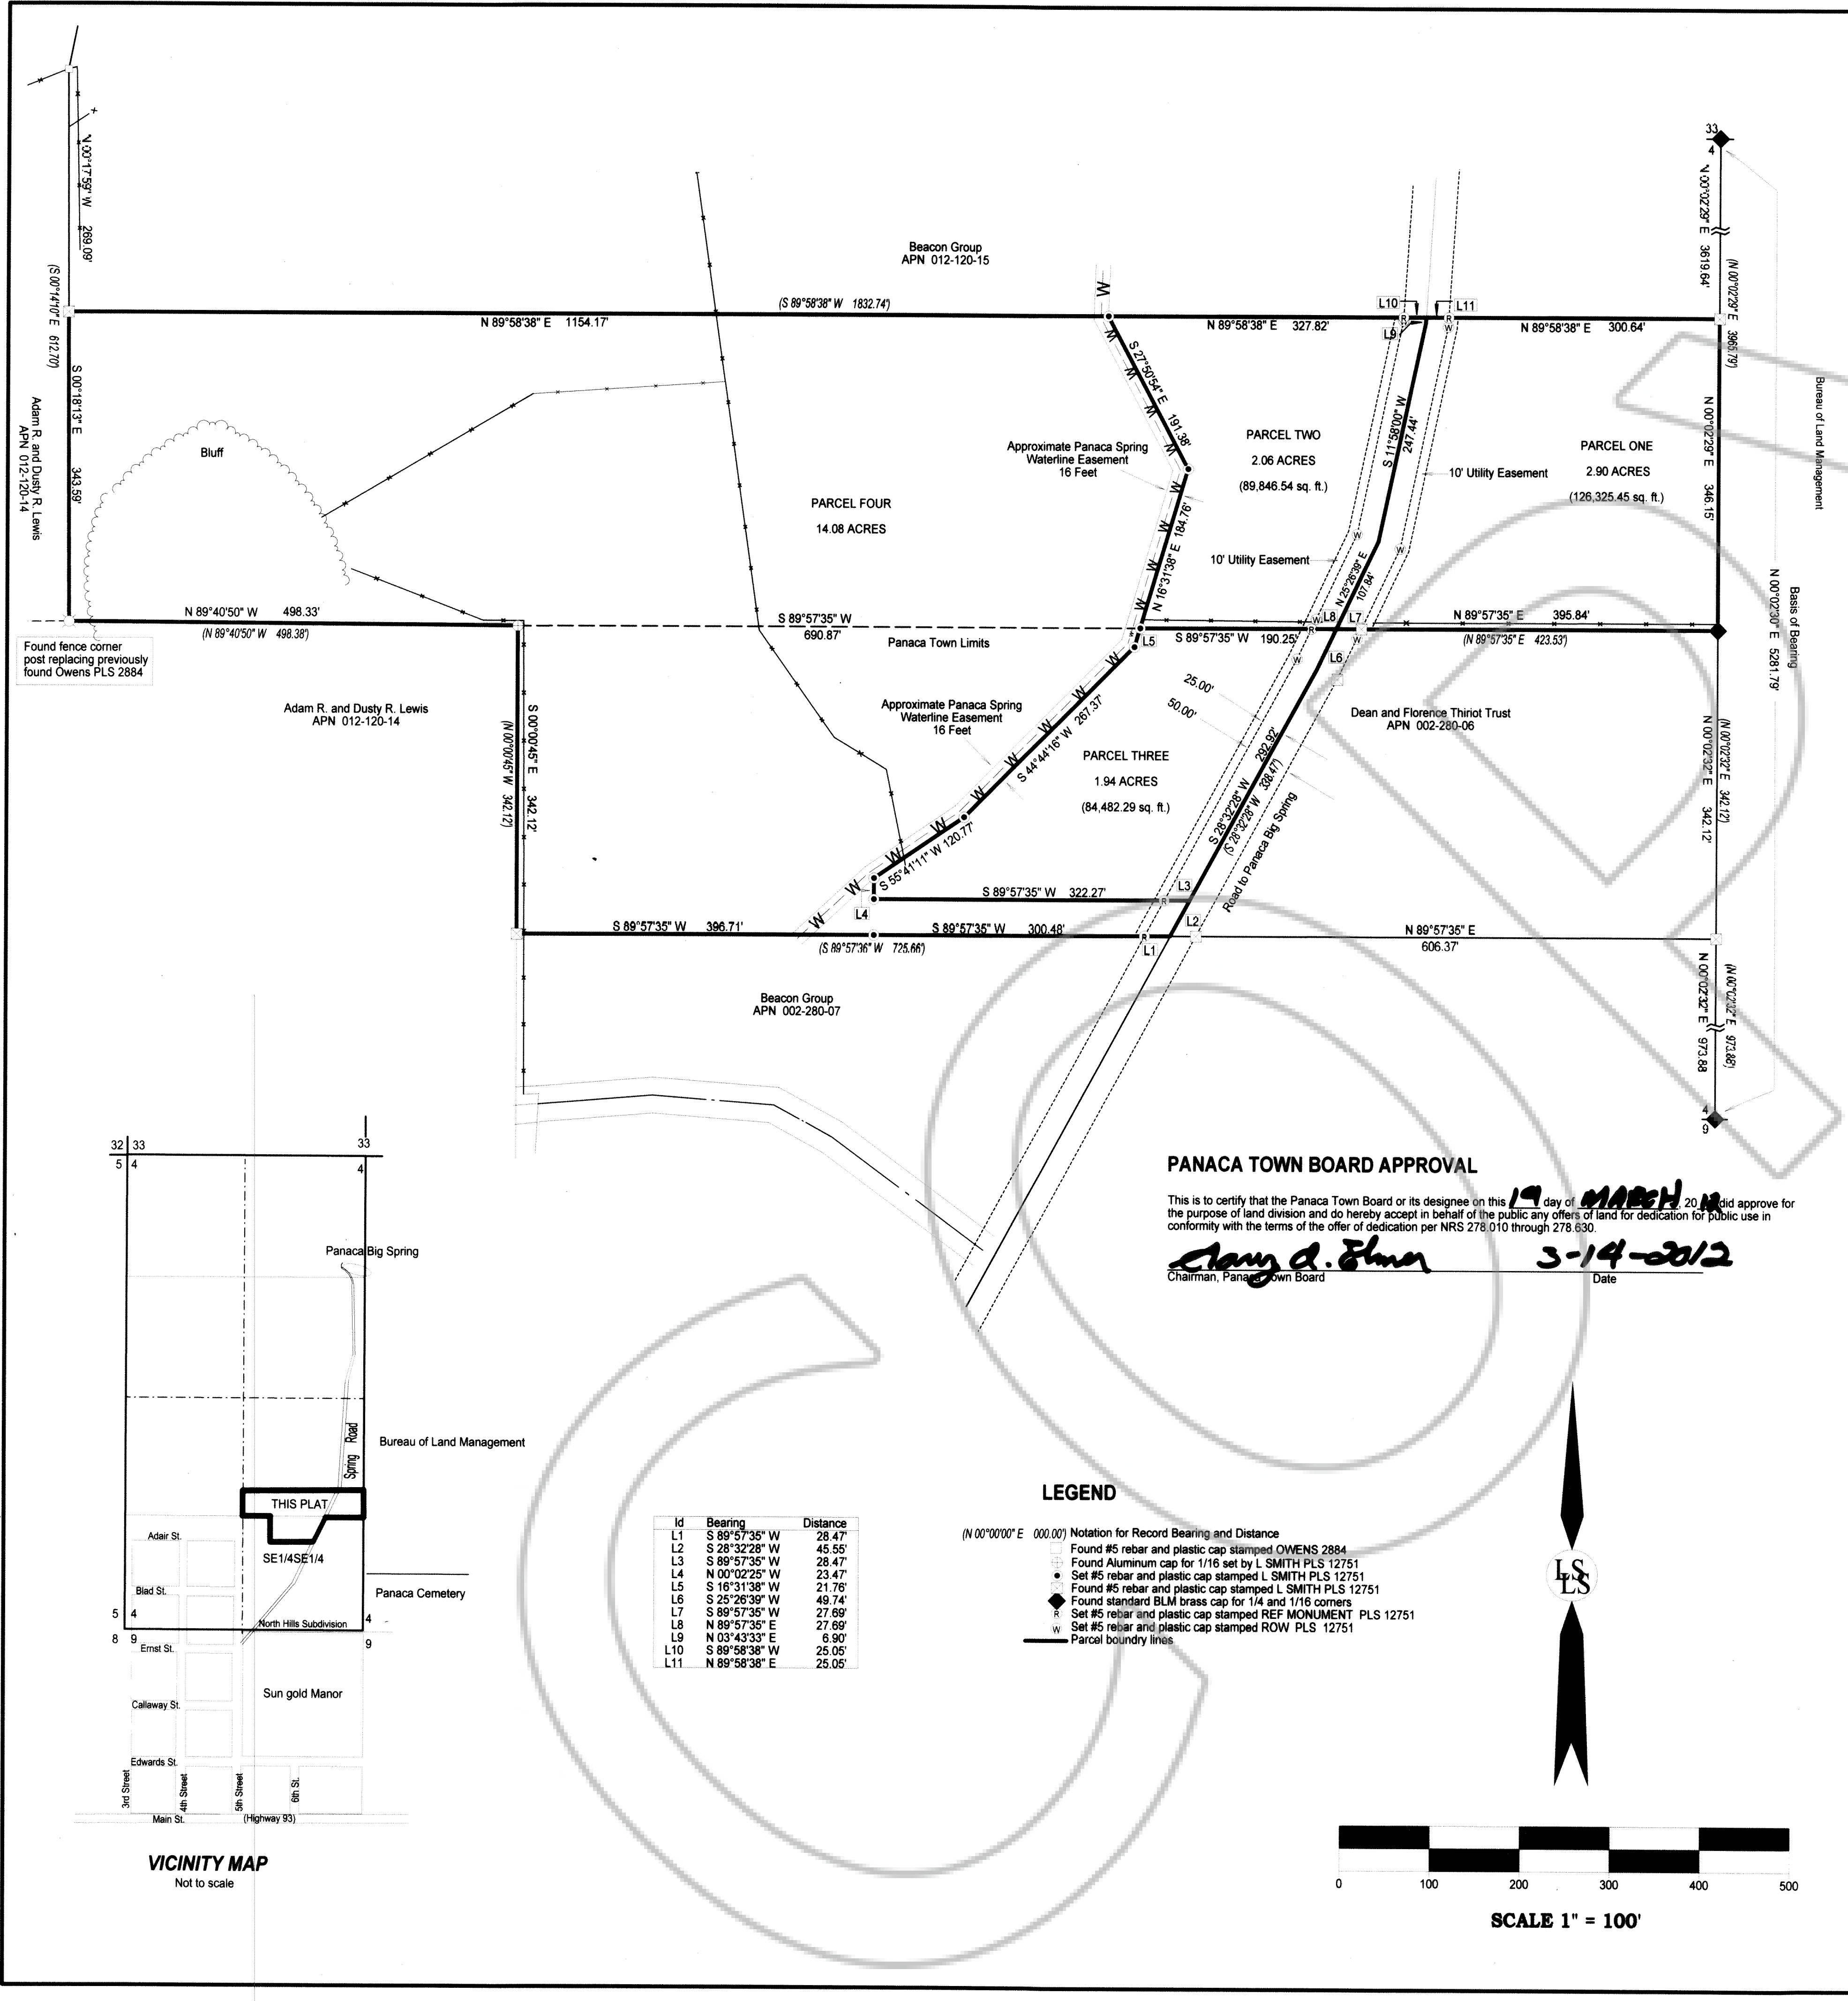 33
4
N 00°17'59" W 269.09'
(S 00°14'10" E 612.70')
S 00°18'13" E 343.59'
Adam R. and Dusty R. Lewis
APN 012-120-14
Beacon Group
APN 012-120-15
(S 89°58'38" W 1832.74')
N 89°58'38" E 1154.17'
N 89°58'38" E 327.82'
L10
L9
L11
N 89°58'38" E 300.64'
N 00°02'29" E 3619.64'
(N 00°02'29" E 3965.79')
N 00°02'29" E 346.15'
Bureau of Land Management
Basis of Bearing
N 00°02'30" E 5281.79'
Bluff
S 27°50'54" E 191.38'
Approximate Panaca Spring
Waterline Easement
16 Feet
PARCEL TWO
2.06 ACRES
(89,846.54 sq. ft.)
S 11°58'00" W
247.44'
10' Utility Easement
PARCEL ONE
2.90 ACRES
(126,325.45 sq. ft.)
PARCEL FOUR
14.08 ACRES
N 16°31'38" E 184.76'
10' Utility Easement
N 25°26'39" E
107.84'
N 89°40'50" W 498.33'
(N 89°40'50" W 498.38')
S 89°57'35" W
690.87'
Panaca Town Limits
L5
S 89°57'35" W 190.25'
L8
L7
L6
N 89°57'35" E 395.84'
(N 89°57'35" E 423.53')
Found fence corner
post replacing previously
found Owens PLS 2884
Adam R. and Dusty R. Lewis
APN 012-120-14
S 00°00'45" E 342.12'
(N 00°00'45" W 342.12')
Approximate Panaca Spring
Waterline Easement
16 Feet
S 44°44'16" W 267.37'
25.00'
50.00'
PARCEL THREE
1.94 ACRES
(84,482.29 sq. ft.)
Dean and Florence Thiriot Trust
APN 002-280-06
S 28°32'28" W 292.92'
(S 28°32'28" W 338.47')
Road to Panaca Big Spring
N 00°02'32" E 342.12'
(N 00°02'32" E 342.12')
S 55°41'11" W 120.77'
L4
S 89°57'35" W 322.27'
L3
L2
L1
S 89°57'35" W 396.71'
S 89°57'35" W 300.48'
(S 89°57'36" W 725.66')
N 89°57'35" E
606.37'
N 00°02'32" E 973.88
(N 00°02'32" E 973.88')
4
9
Beacon Group
APN 002-280-07
PANACA TOWN BOARD APPROVAL
This is to certify that the Panaca Town Board or its designee on this 19 day of MARCH, 20 12 did approve for
the purpose of land division and do hereby accept in behalf of the public any offers of land for dedication for public use in
conformity with the terms of the offer of dedication per NRS 278.010 through 278.630.
3-14-2012
Chairman, Panaca Town Board Date
32 33
5 4
33
4
Panaca Big Spring
Spring Road
Bureau of Land Management
THIS PLAT
Adair St.
SE1/4SE1/4
Blad St.
Panaca Cemetery
5 4
8 9
North Hills Subdivision
4
9
Ernst St.
Sun gold Manor
Callaway St.
Edwards St.
3rd Street
4th Street
5th Street
6th St.
Main St.
(Highway 93)
VICINITY MAP
Not to scale
Id Bearing Distance
L1 S 89°57'35" W 28.47'
L2 S 28°32'28" W 45.55'
L3 S 89°57'35" W 28.47'
L4 N 00°02'25" W 23.47'
L5 S 16°31'38" W 21.76'
L6 S 25°26'39" W 49.74'
L7 S 89°57'35" W 27.69'
L8 N 89°57'35" E 27.69'
L9 N 03°43'33" E 6.90'
L10 S 89°58'38" W 25.05'
L11 N 89°58'38" E 25.05'
LEGEND
(N 00°00'00" E 000.00') Notation for Record Bearing and Distance
Found #5 rebar and plastic cap stamped OWENS 2884
Found Aluminum cap for 1/16 set by L SMITH PLS 12751
Set #5 rebar and plastic cap stamped L SMITH PLS 12751
Found #5 rebar and plastic cap stamped L SMITH PLS 12751
Found standard BLM brass cap for 1/4 and 1/16 corners
R Set #5 rebar and plastic cap stamped REF MONUMENT PLS 12751
W Set #5 rebar and plastic cap stamped ROW PLS 12751
Parcel boundry lines
LS
LS
0 100 200 300 400 500
SCALE 1" = 100'
COPY